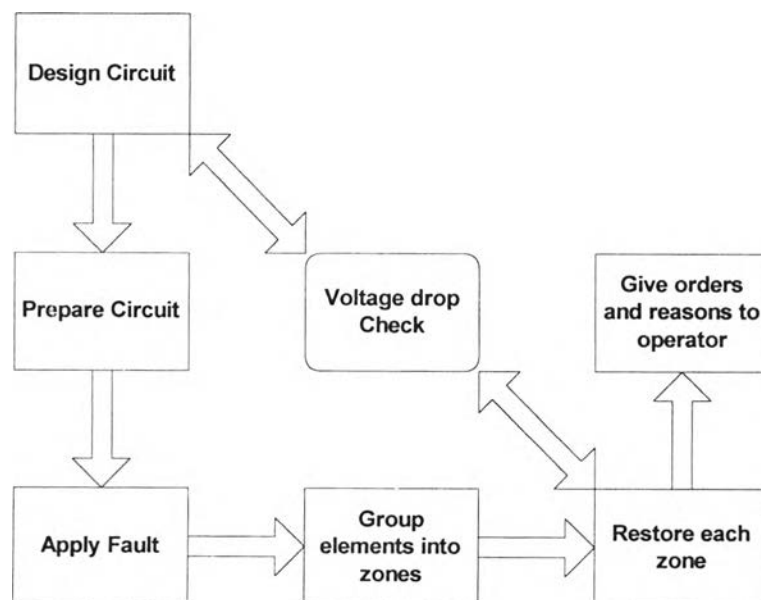 Design Circuit
Prepare Circuit
Voltage drop
Check
Give orders
and reasons to
operator
Apply Fault
Group
elements into
zones
Restore each
zone